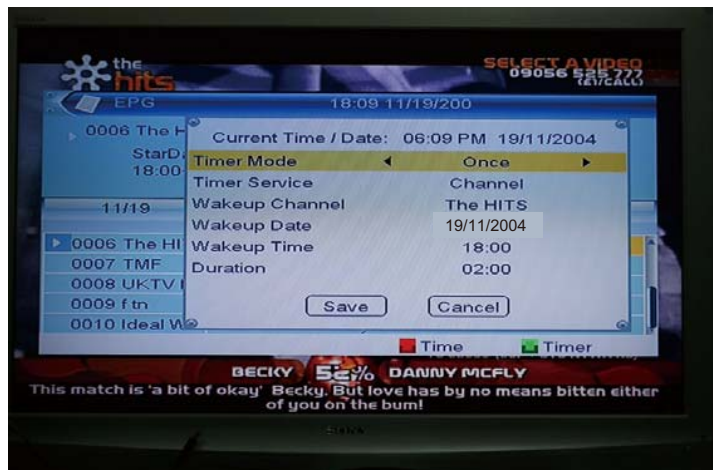 the
hits
SELECT A VIDEO
09056 525 777
(£1/CALL)
EPG 18:09 11/19/200
0006 The H
StarD
18:00
Current Time / Date: 06:09 PM 19/11/2004
Timer Mode Once
Timer Service Channel
Wakeup Channel The HITS
Wakeup Date 19/11/2004
Wakeup Time 18:00
Duration 02:00
Save Cancel
11/19
0006 The HI
0007 TMF
0008 UKTV
0009 ftn
0010 Ideal W
Time Timer
BECKY % DANNY MCFLY
This match is 'a bit of okay' Becky. But love has by no means bitten either
of you on the bum!
SONY